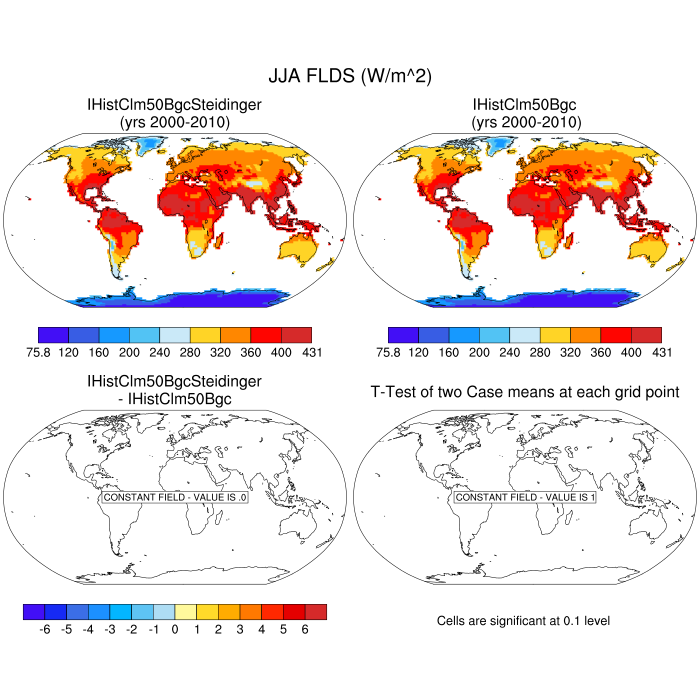 JJA FLDS (W/m^2)
IHistClm50BgcSteidinger
(yrs 2000-2010)
IHistClm50Bgc
(yrs 2000-2010)
75.8 120 160 200 240 280 320 360 400 431
75.8 120 160 200 240 280 320 360 400 431
IHistClm50BgcSteidinger
- IHistClm50Bgc
T-Test of two Case means at each grid point
CONSTANT FIELD - VALUE IS .0
CONSTANT FIELD - VALUE IS 1
-6 -5 -4 -3 -2 -1 0 1 2 3 4 5 6
Cells are significant at 0.1 level